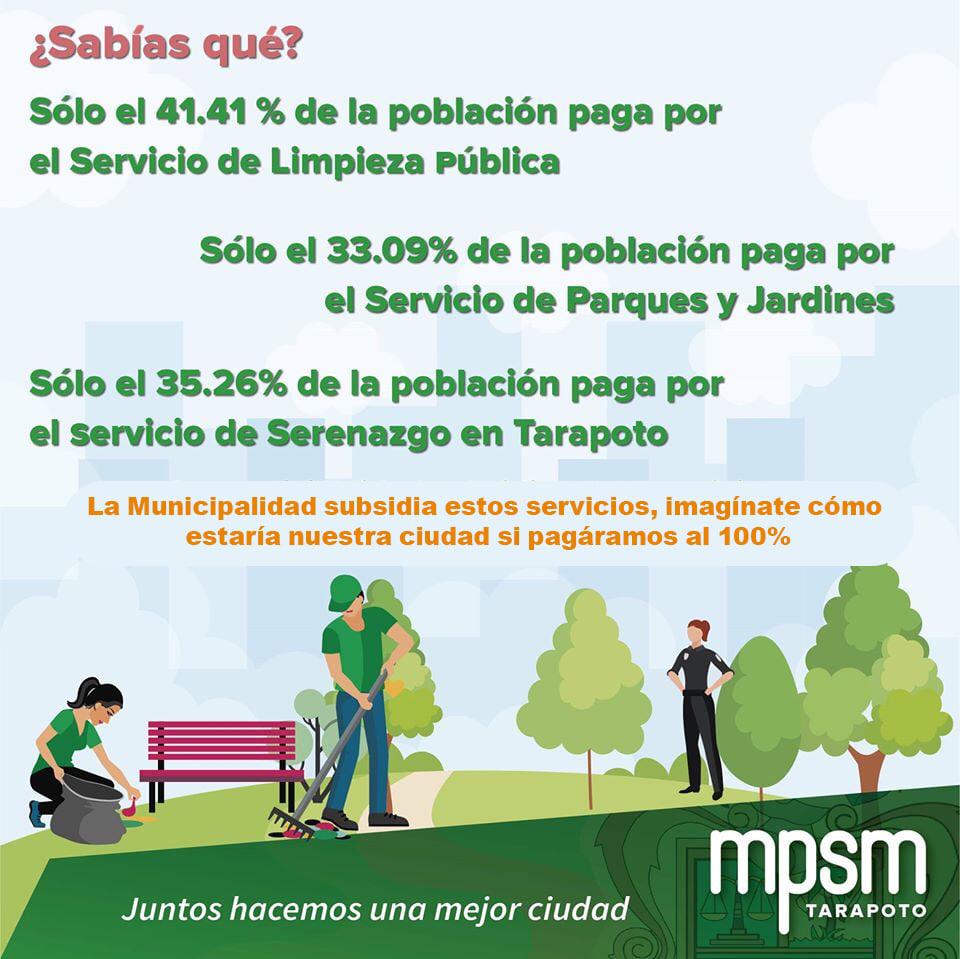 ¿Sabías qué?
Sólo el 41.41 % de la población paga por
el Servicio de Limpieza Pública
Sólo el 33.09% de la población paga por
el Servicio de Parques y Jardines
Sólo el 35.26% de la población paga por
el servicio de Serenazgo en Tarapoto
La Municipalidad subsidia estos servicios, imagínate cómo
estaría nuestra ciudad si pagáramos al 100%
Juntos hacemos una mejor ciudad
mpsm
TARAPOTO